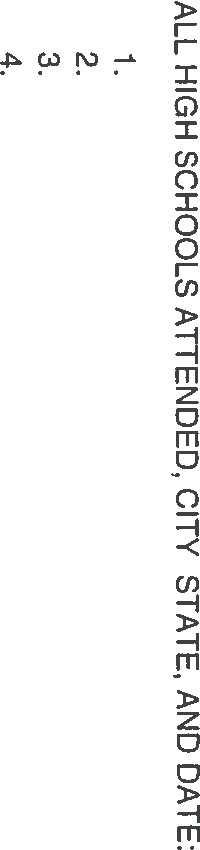 ALL HIGH SCHOOLS ATTENDED, CITY STATE, AND DATE:
1.
2.
3.
4.